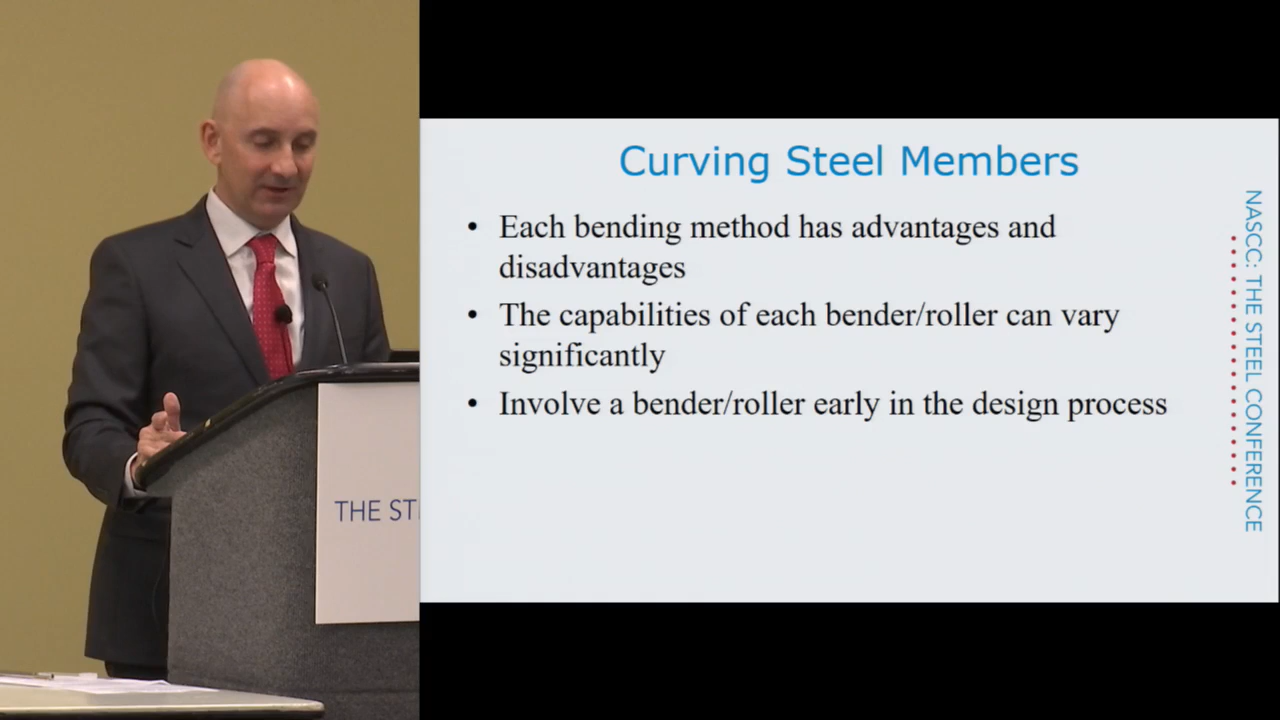 Curving Steel Members
• Each bending method has advantages and
disadvantages
• The capabilities of each bender/roller can vary
significantly
• Involve a bender/roller early in the design process
NASCC: THE STEEL CONFERENCE
THE ST